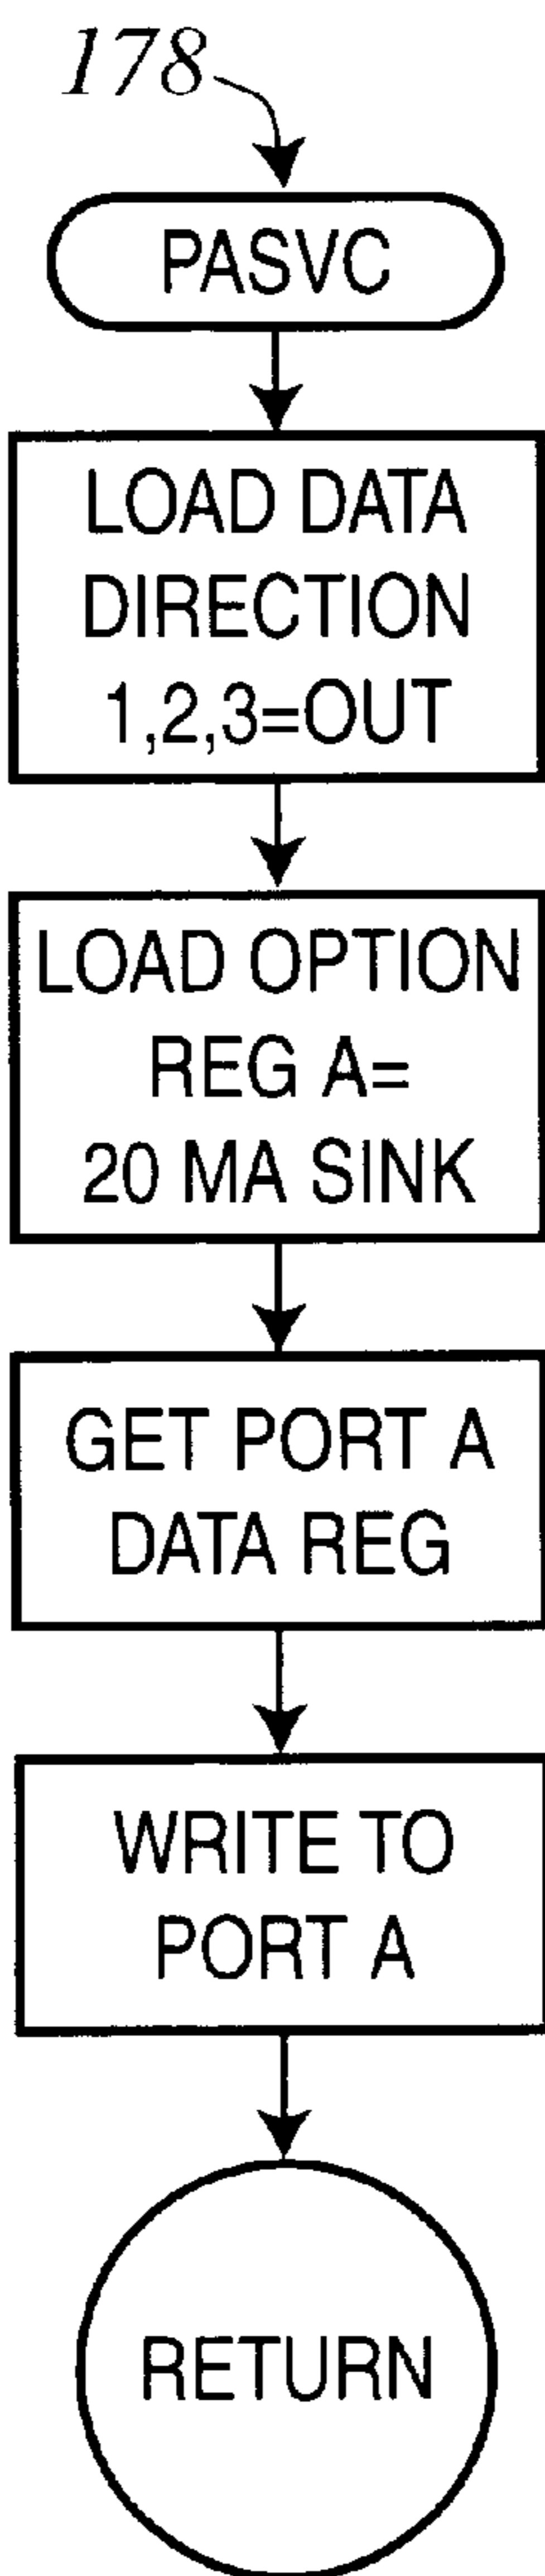 178
PASVC
LOAD DATA
DIRECTION
1,2,3=OUT
LOAD OPTION
REG A=
20 MA SINK
GET PORT A
DATA REG
WRITE TO
PORT A
RETURN